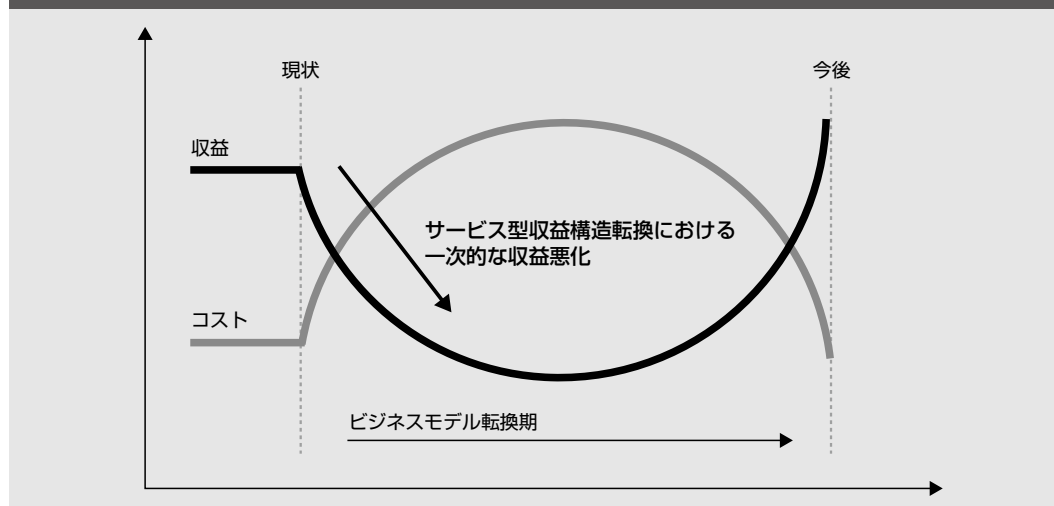 現状
今後
収益
サービス型収益構造転換における
一次的な収益悪化
コスト
ビジネスモデル転換期